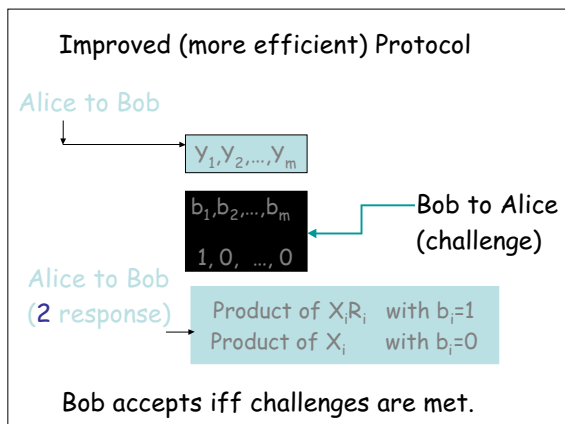 Improved (more efficient) Protocol
Alice to Bob
Y₁,Y₂,...,Yₘ
b₁,b₂,...,bₘ
1, 0, ..., 0
Bob to Alice
(challenge)
Alice to Bob
(2 response)
Product of XᵢRᵢ with bᵢ=1
Product of Xᵢ with bᵢ=0
Bob accepts iff challenges are met.